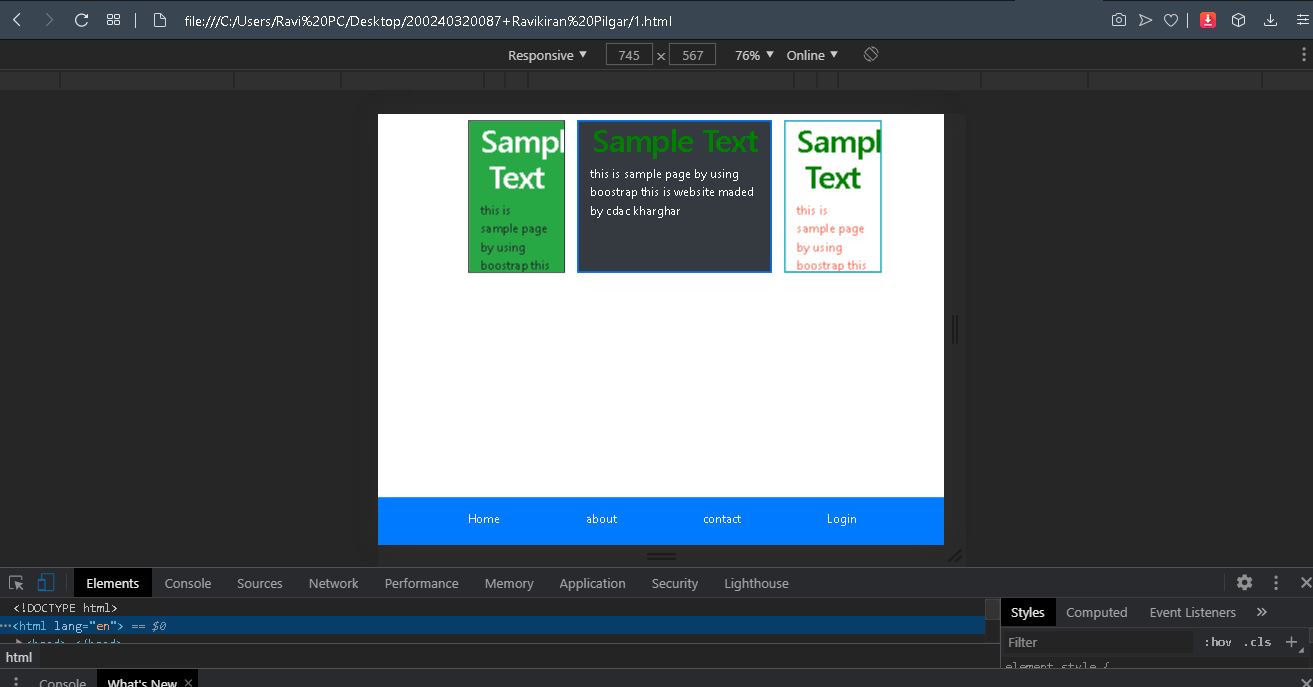 file:///C:/Users/Ravi%20PC/Desktop/200240320087+Ravikiran%20Pilgar/1.html
Responsive ▼ 745 × 567 76% ▼ Online ▼
Sampl
Text
this is
sample page
by using
boostrap this
Sample Text
this is sample page by using
boostrap this is website maded
by cdac kharghar
Sampl
Text
this is
sample page
by using
boostrap this
Home about contact Login
Elements Console Sources Network Performance Memory Application Security Lighthouse
<!DOCTYPE html>
···<html lang="en"> == $0
▶<head>…</head>
html
Styles Computed Event Listeners »
Filter :hov .cls +
element.style {
Console What's New ×